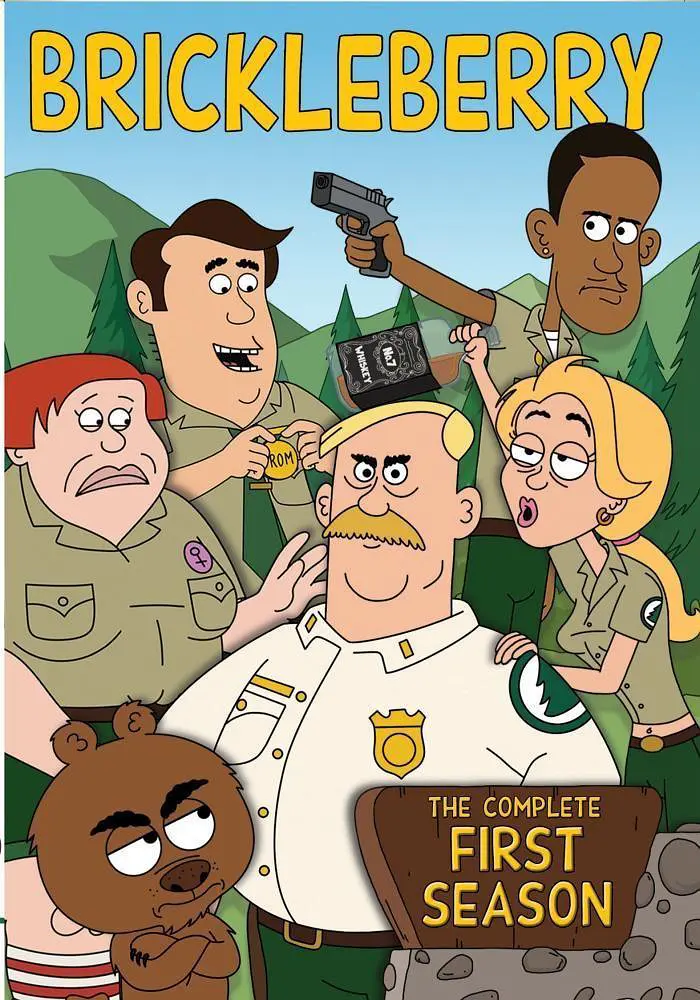 BRICKLEBERRY
No.7
WHISKEY
ROM
THE COMPLETE
FIRST
SEASON